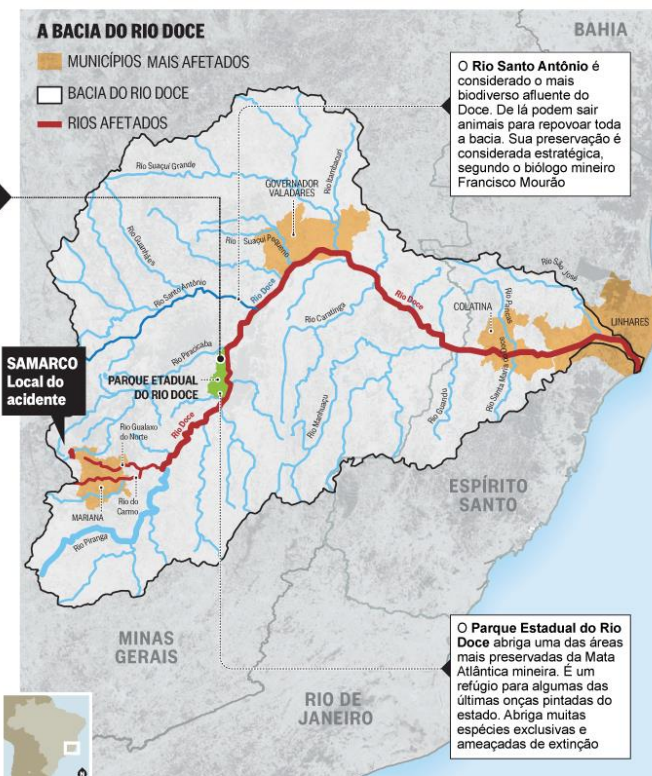 A BACIA DO RIO DOCE
MUNICÍPIOS MAIS AFETADOS
BACIA DO RIO DOCE
RIOS AFETADOS
BAHIA
O Rio Santo Antônio é
considerado o mais
biodiverso afluente do
Doce. De lá podem sair
animais para repovoar toda
a bacia. Sua preservação é
considerada estratégica,
segundo o biólogo mineiro
Francisco Mourão
Rio Suaçuí Grande
Rio Itambacuri
GOVERNADOR
VALADARES
Rio Guanhães
Rio Suaçuí Pequeno
Rio Santo Antônio
Rio Doce
Rio São José
Rio Doce
COLATINA
Rio Pancas
LINHARES
Rio Caratinga
Rio Piracicaba
SAMARCO
Local do
acidente
PARQUE ETADUAL
DO RIO DOCE
Rio Santa Maria do Doce
Rio Guandu
Rio Manhuaçu
Rio Doce
Rio Gualaxo
do Norte
Rio do
Carmo
MARIANA
Rio Piranga
ESPÍRITO
SANTO
MINAS
GERAIS
RIO DE
JANEIRO
O Parque Estadual do Rio
Doce abriga uma das áreas
mais preservadas da Mata
Atlântica mineira. É um
refúgio para algumas das
últimas onças pintadas do
estado. Abriga muitas
espécies exclusivas e
ameaçadas de extinção